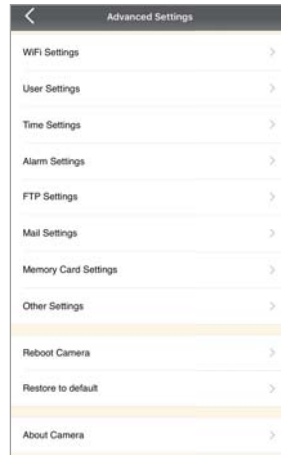 Advanced Settings
WiFi Settings
User Settings
Time Settings
Alarm Settings
FTP Settings
Mail Settings
Memory Card Settings
Other Settings
Reboot Camera
Restore to default
About Camera